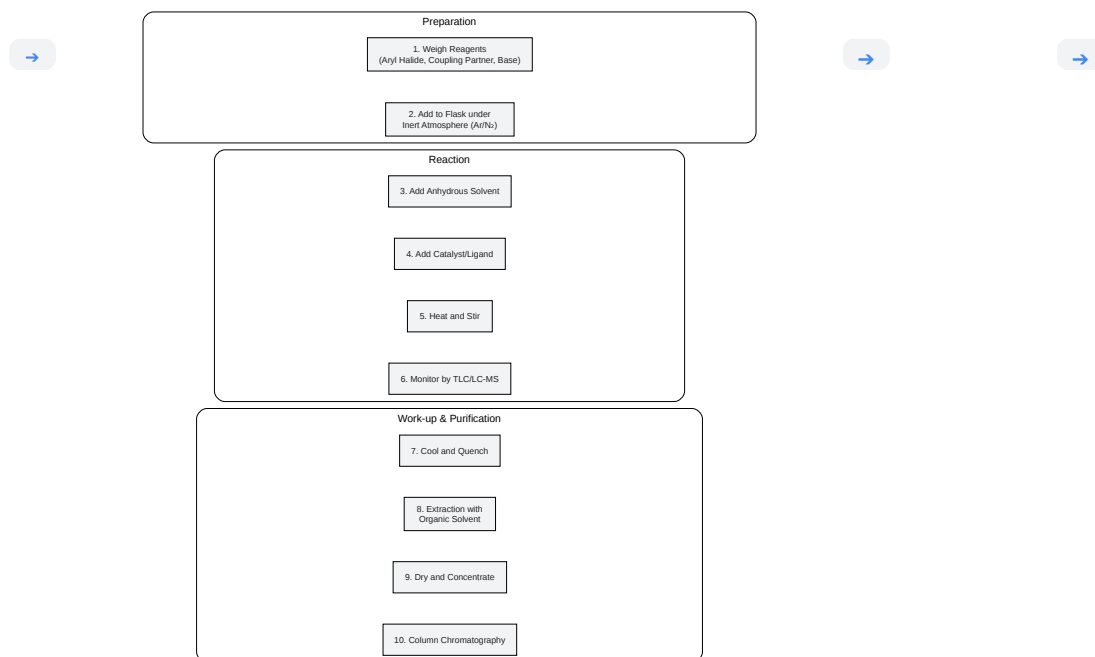 Preparation
1. Weigh Reagents
(Aryl Halide, Coupling Partner, Base)
2. Add to Flask under
Inert Atmosphere (Ar/N₂)
Reaction
3. Add Anhydrous Solvent
4. Add Catalyst/Ligand
5. Heat and Stir
6. Monitor by TLC/LC-MS
Work-up & Purification
7. Cool and Quench
8. Extraction with
Organic Solvent
9. Dry and Concentrate
10. Column Chromatography